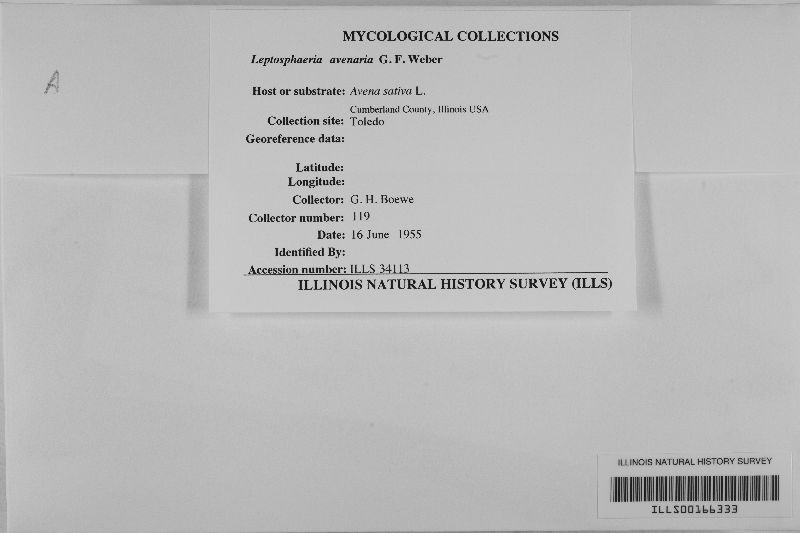 A
MYCOLOGICAL COLLECTIONS
Leptosphaeria avenaria G. F. Weber
Host or substrate: Avena sativa L.
Cumberland County, Illinois USA
Collection site: Toledo
Georeference data:
Latitude:
Longitude:
Collector: G. H. Boewe
Collector number: 119
Date: 16 June 1955
Identified By:
Accession number: ILLS 34113
ILLINOIS NATURAL HISTORY SURVEY (ILLS)
ILLINOIS NATURAL HISTORY SURVEY
ILLS00166333